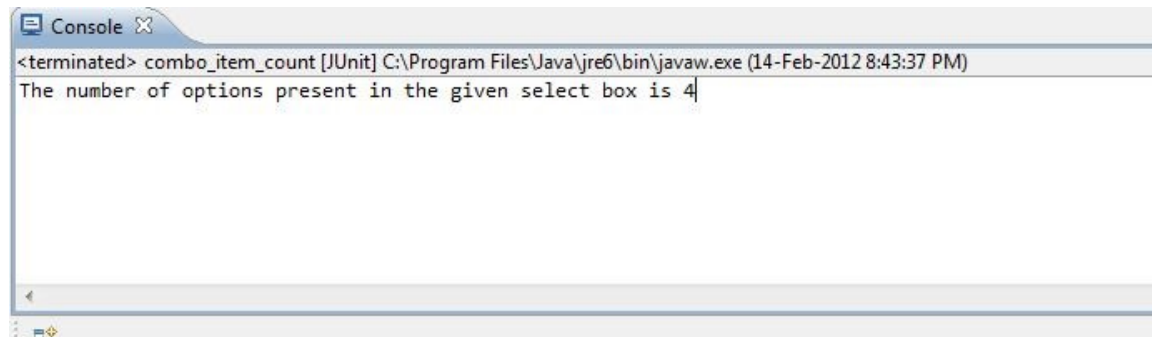 Console
<terminated> combo_item_count [JUnit] C:\Program Files\Java\jre6\bin\javaw.exe (14-Feb-2012 8:43:37 PM)
The number of options present in the given select box is 4